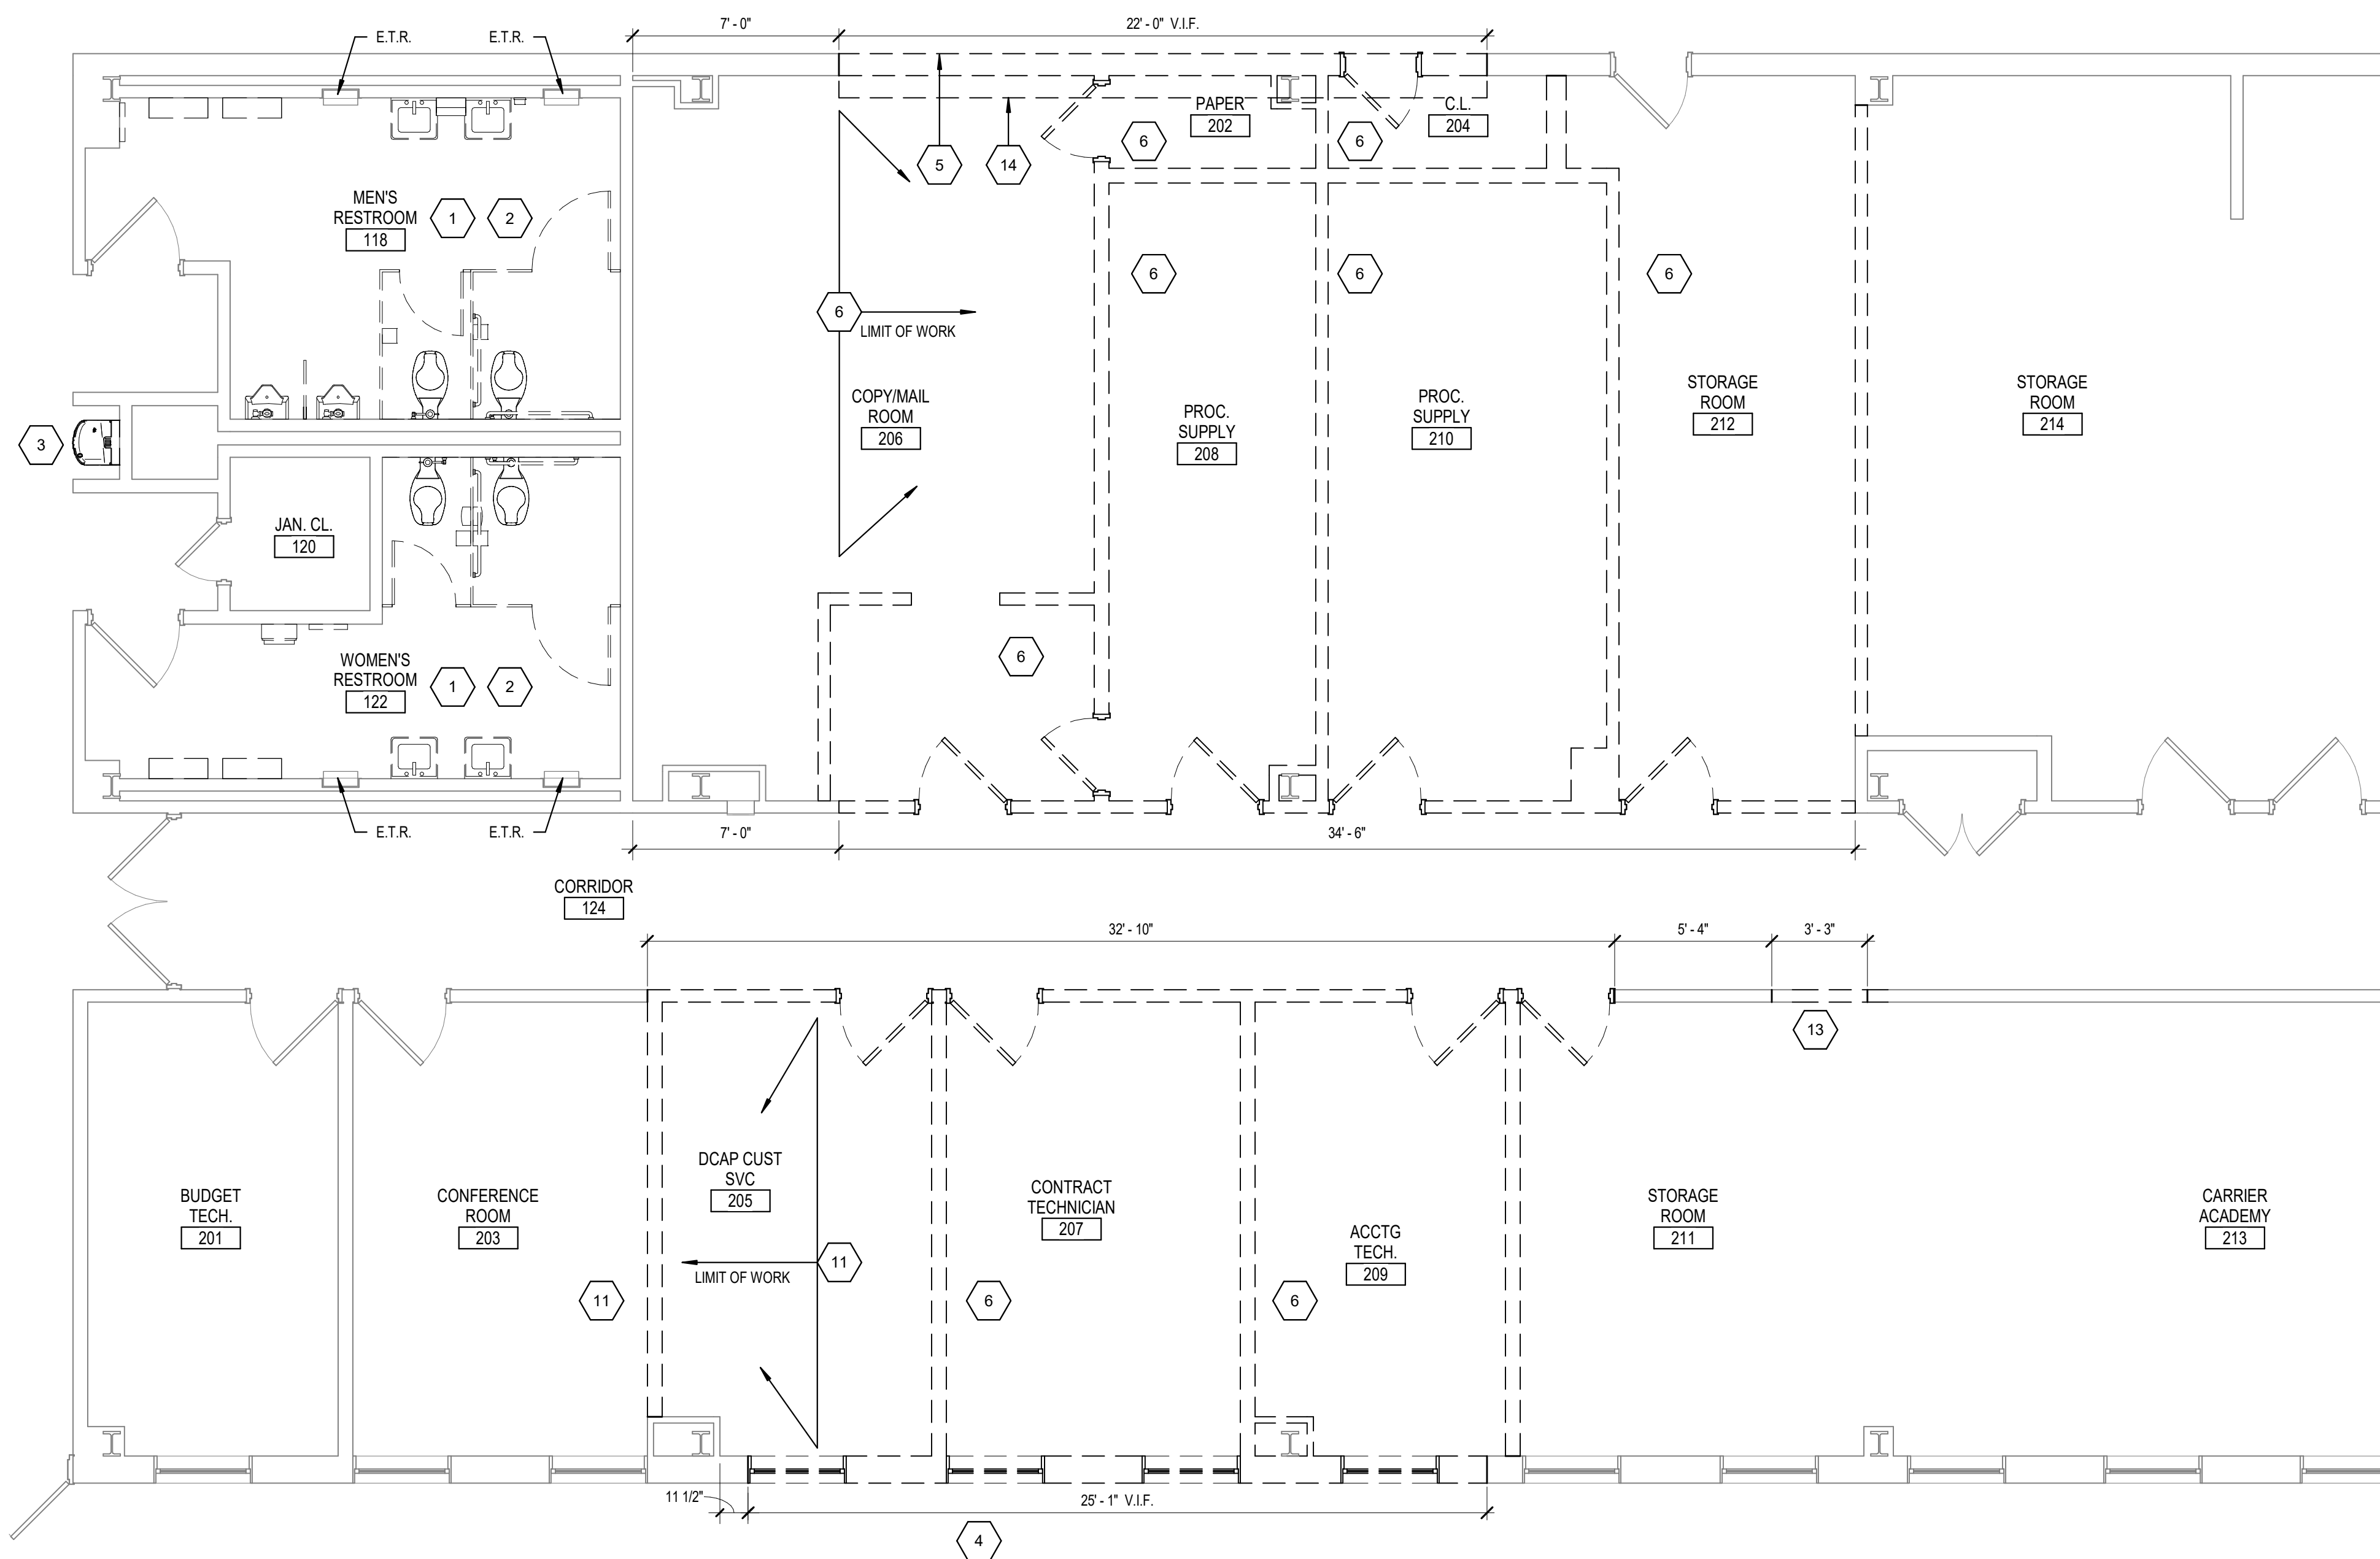 7' - 0"
22' - 0" V.I.F.
E.T.R.
E.T.R.
PAPER
202
C.L.
204
6
6
5
14
MEN'S
RESTROOM
118
1
2
6
6
6
6
LIMIT OF WORK
COPY/MAIL
ROOM
206
PROC.
SUPPLY
208
PROC.
SUPPLY
210
STORAGE
ROOM
212
STORAGE
ROOM
214
3
JAN. CL.
120
6
WOMEN'S
RESTROOM
122
1
2
E.T.R.
E.T.R.
7' - 0"
34' - 6"
CORRIDOR
124
32' - 10"
5' - 4"
3' - 3"
13
DCAP CUST
SVC
205
BUDGET
TECH.
201
CONFERENCE
ROOM
203
CONTRACT
TECHNICIAN
207
ACCTG
TECH.
209
STORAGE
ROOM
211
CARRIER
ACADEMY
213
11
LIMIT OF WORK
11
6
6
11 1/2"
25' - 1" V.I.F.
4